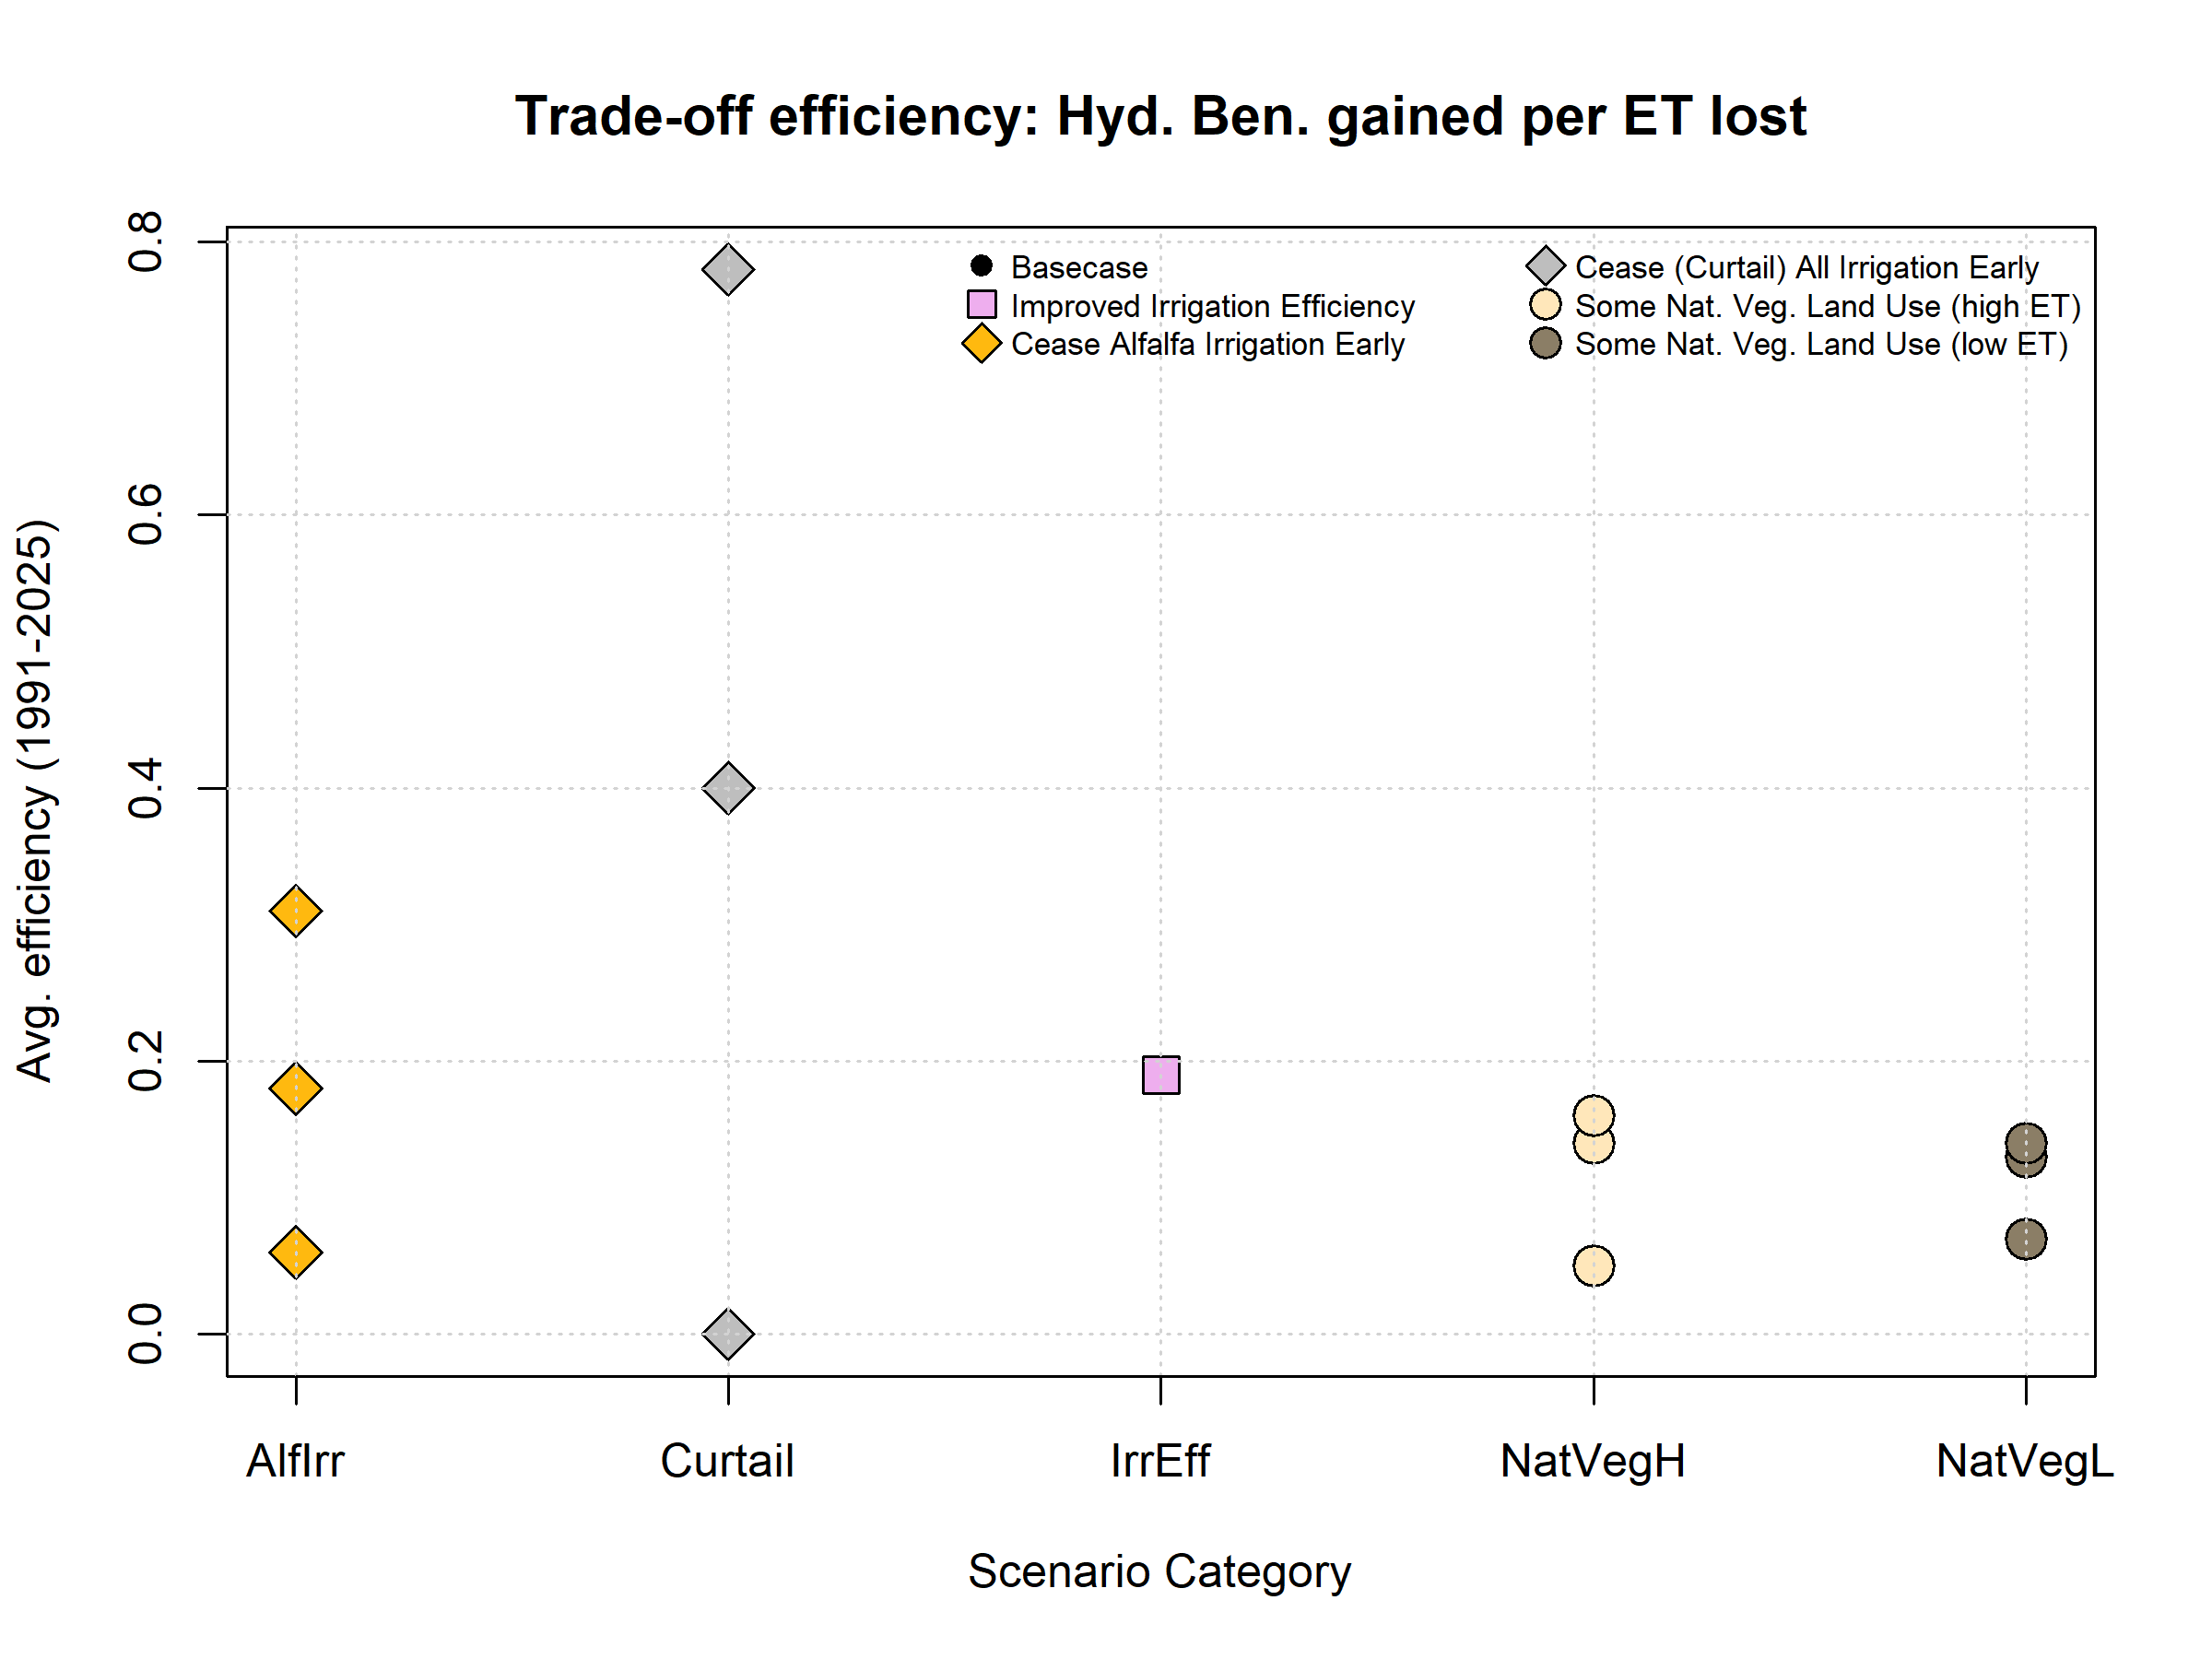 Trade-off efficiency: Hyd. Ben. gained per ET lost
Avg. efficiency (1991-2025)
0.8
0.6
0.4
0.2
0.0
Basecase
Improved Irrigation Efficiency
Cease Alfalfa Irrigation Early
Cease (Curtail) All Irrigation Early
Some Nat. Veg. Land Use (high ET)
Some Nat. Veg. Land Use (low ET)
AlfIrr
Curtail
IrrEff
NatVegH
NatVegL
Scenario Category